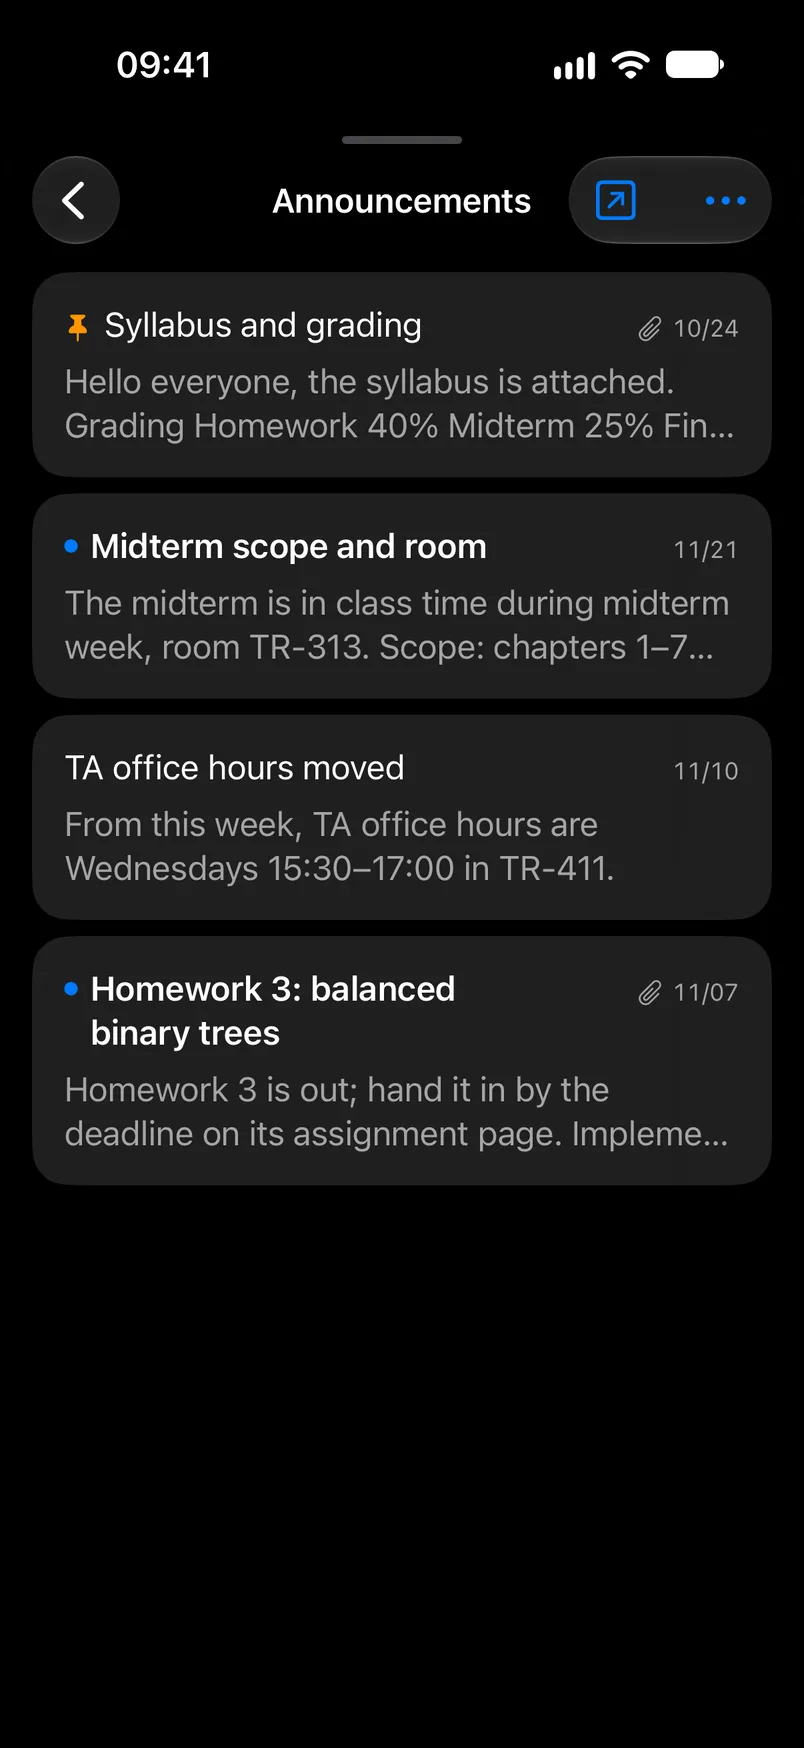 09:41
Announcements
Syllabus and grading
10/24
Hello everyone, the syllabus is attached.
Grading Homework 40% Midterm 25% Fin...
Midterm scope and room
11/21
The midterm is in class time during midterm
week, room TR-313. Scope: chapters 1–7...
TA office hours moved
11/10
From this week, TA office hours are
Wednesdays 15:30–17:00 in TR-411.
Homework 3: balanced
binary trees
11/07
Homework 3 is out; hand it in by the
deadline on its assignment page. Impleme...